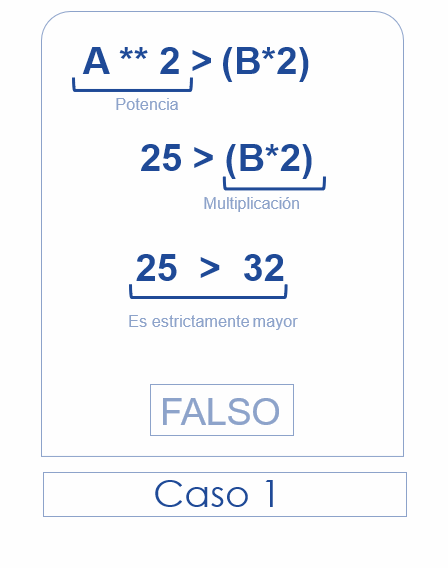 A ** 2 > (B*2)
Potencia
25 > (B*2)
Multiplicación
25 > 32
Es estrictamente mayor
FALSO
Caso 1